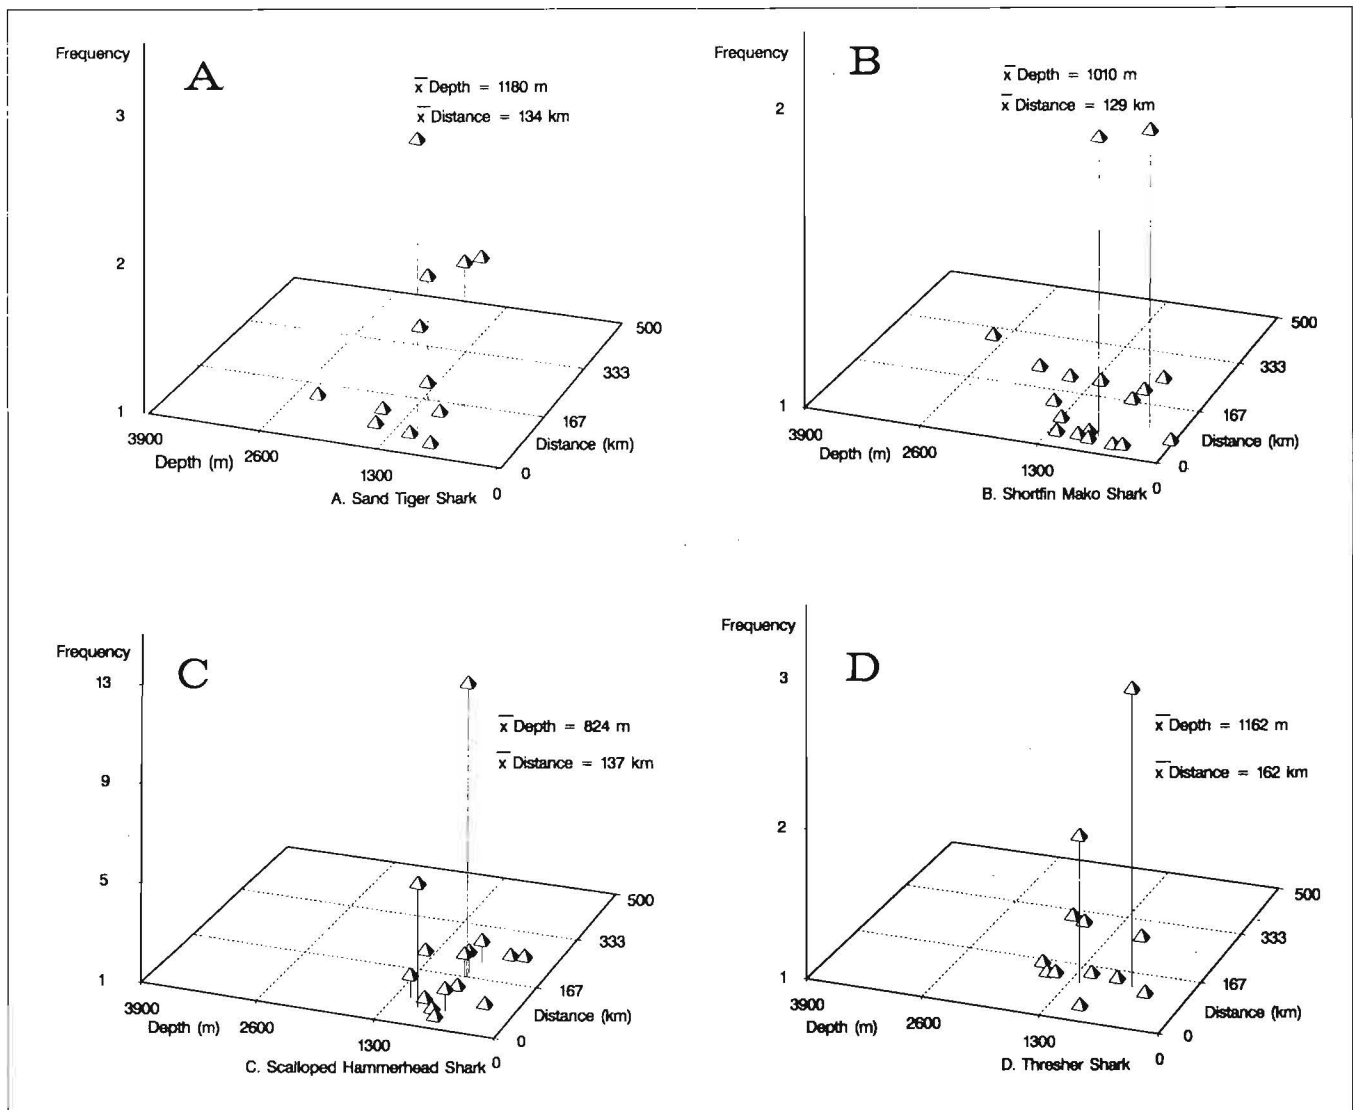 Frequency
A
x̅ Depth = 1180 m
x̅ Distance = 134 km
3
2
1
500
333
167
0
Distance (km)
3900
2600
1300
0
Depth (m)
A. Sand Tiger Shark
Frequency
B
x̅ Depth = 1010 m
x̅ Distance = 129 km
2
1
500
333
167
0
Distance (km)
3900
2600
1300
0
Depth (m)
B. Shortfin Mako Shark
Frequency
C
x̅ Depth = 824 m
x̅ Distance = 137 km
13
9
5
1
500
333
167
0
Distance (km)
3900
2600
1300
0
Depth (m)
C. Scalloped Hammerhead Shark
Frequency
D
x̅ Depth = 1162 m
x̅ Distance = 162 km
3
2
1
500
333
167
0
Distance (km)
3900
2600
1300
0
Depth (m)
D. Thresher Shark